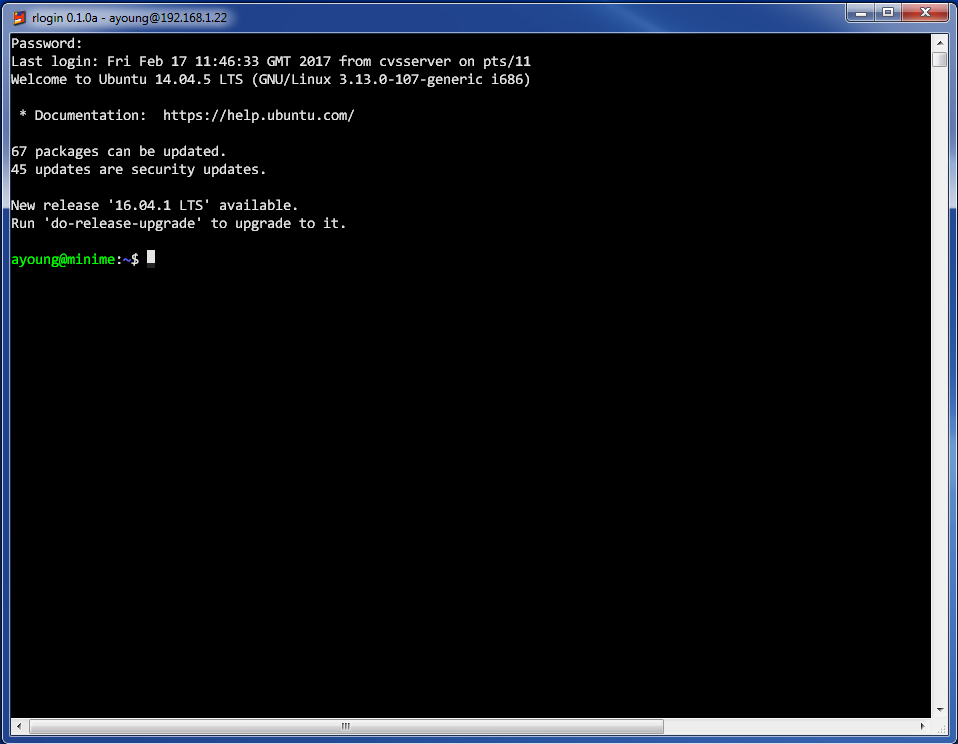 rlogin 0.1.0a - ayoung@192.168.1.22
Password:
Last login: Fri Feb 17 11:46:33 GMT 2017 from cvsserver on pts/11
Welcome to Ubuntu 14.04.5 LTS (GNU/Linux 3.13.0-107-generic i686)
 * Documentation:  https://help.ubuntu.com/
67 packages can be updated.
45 updates are security updates.
New release '16.04.1 LTS' available.
Run 'do-release-upgrade' to upgrade to it.
ayoung@minime:~$